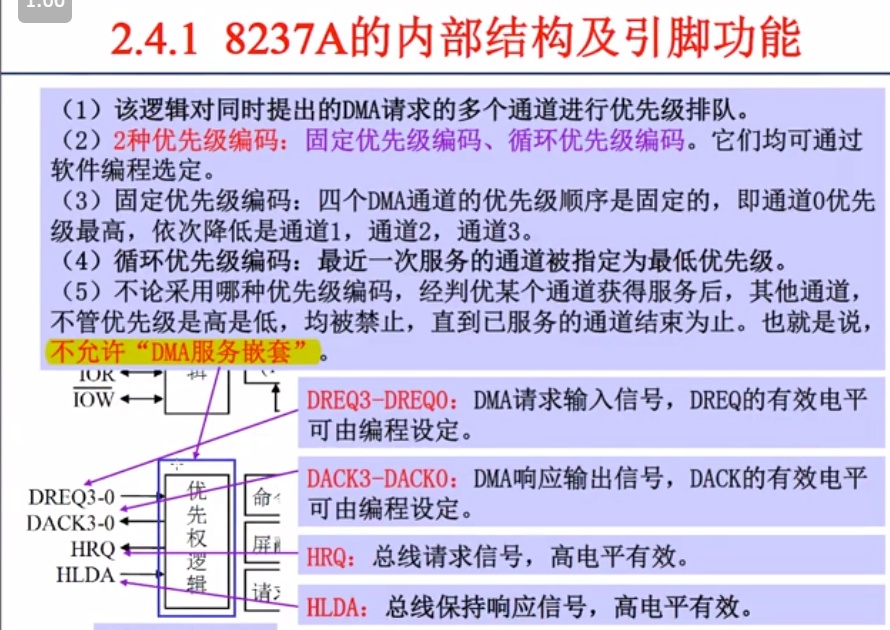 1:00
2.4.1 8237A的内部结构及引脚功能
（1）该逻辑对同时提出的DMA请求的多个通道进行优先级排队。
（2）2种优先级编码：固定优先级编码、循环优先级编码。它们均可通过
软件编程选定。
（3）固定优先级编码：四个DMA通道的优先级顺序是固定的，即通道0优先
级最高，依次降低是通道1，通道2，通道3。
（4）循环优先级编码：最近一次服务的通道被指定为最低优先级。
（5）不论采用哪种优先级编码，经判优某个通道获得服务后，其他通道，
不管优先级是高是低，均被禁止，直到已服务的通道结束为止。也就是说，
不允许“DMA服务嵌套”。
IOR
辑
IOW
DREQ3-DREQ0：DMA请求输入信号，DREQ的有效电平
可由编程设定。
DACK3-DACK0：DMA响应输出信号，DACK的有效电平
可由编程设定。
HRQ：总线请求信号，高电平有效。
HLDA：总线保持响应信号，高电平有效。
DREQ3-0
DACK3-0
HRQ
HLDA
优
先
权
逻
辑
命
屏
请